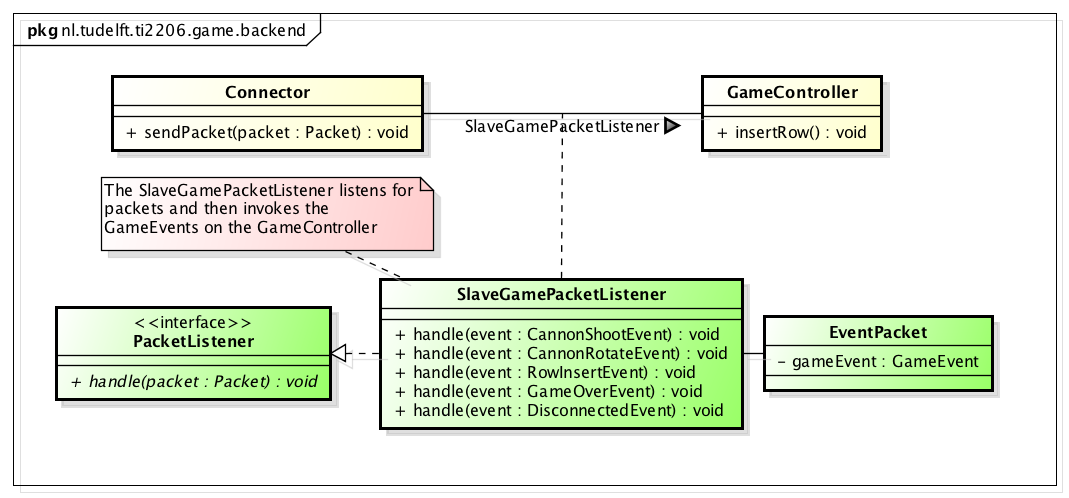 pkg nl.tudelft.ti2206.game.backend
Connector
+ sendPacket(packet : Packet) : void
GameController
+ insertRow() : void
SlaveGamePacketListener
The SlaveGamePacketListener listens for
packets and then invokes the
GameEvents on the GameController
<<interface>>
PacketListener
+ handle(packet : Packet) : void
SlaveGamePacketListener
+ handle(event : CannonShootEvent) : void
+ handle(event : CannonRotateEvent) : void
+ handle(event : RowInsertEvent) : void
+ handle(event : GameOverEvent) : void
+ handle(event : DisconnectedEvent) : void
EventPacket
- gameEvent : GameEvent